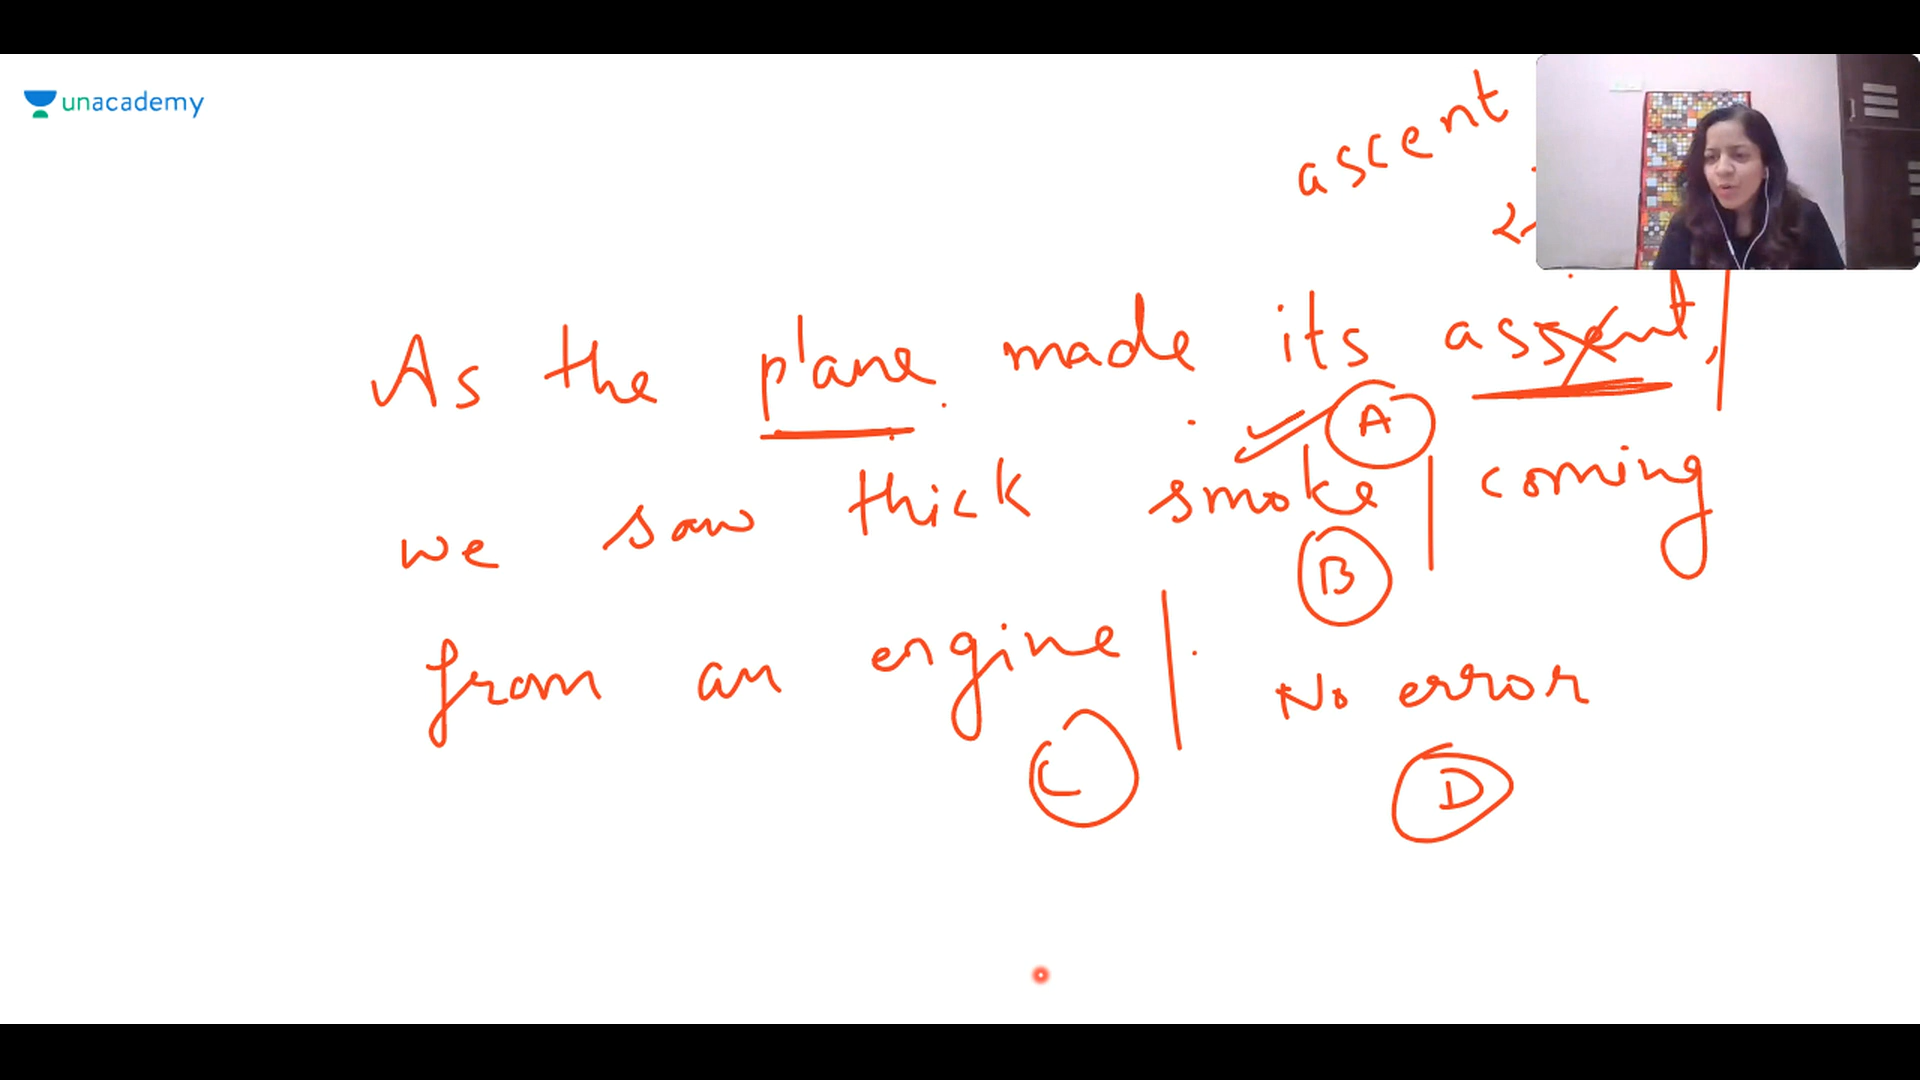 unacademy
ascent
As the plane made its assent,
A
we saw thick smoke coming
B
from an engine . No error
C
D